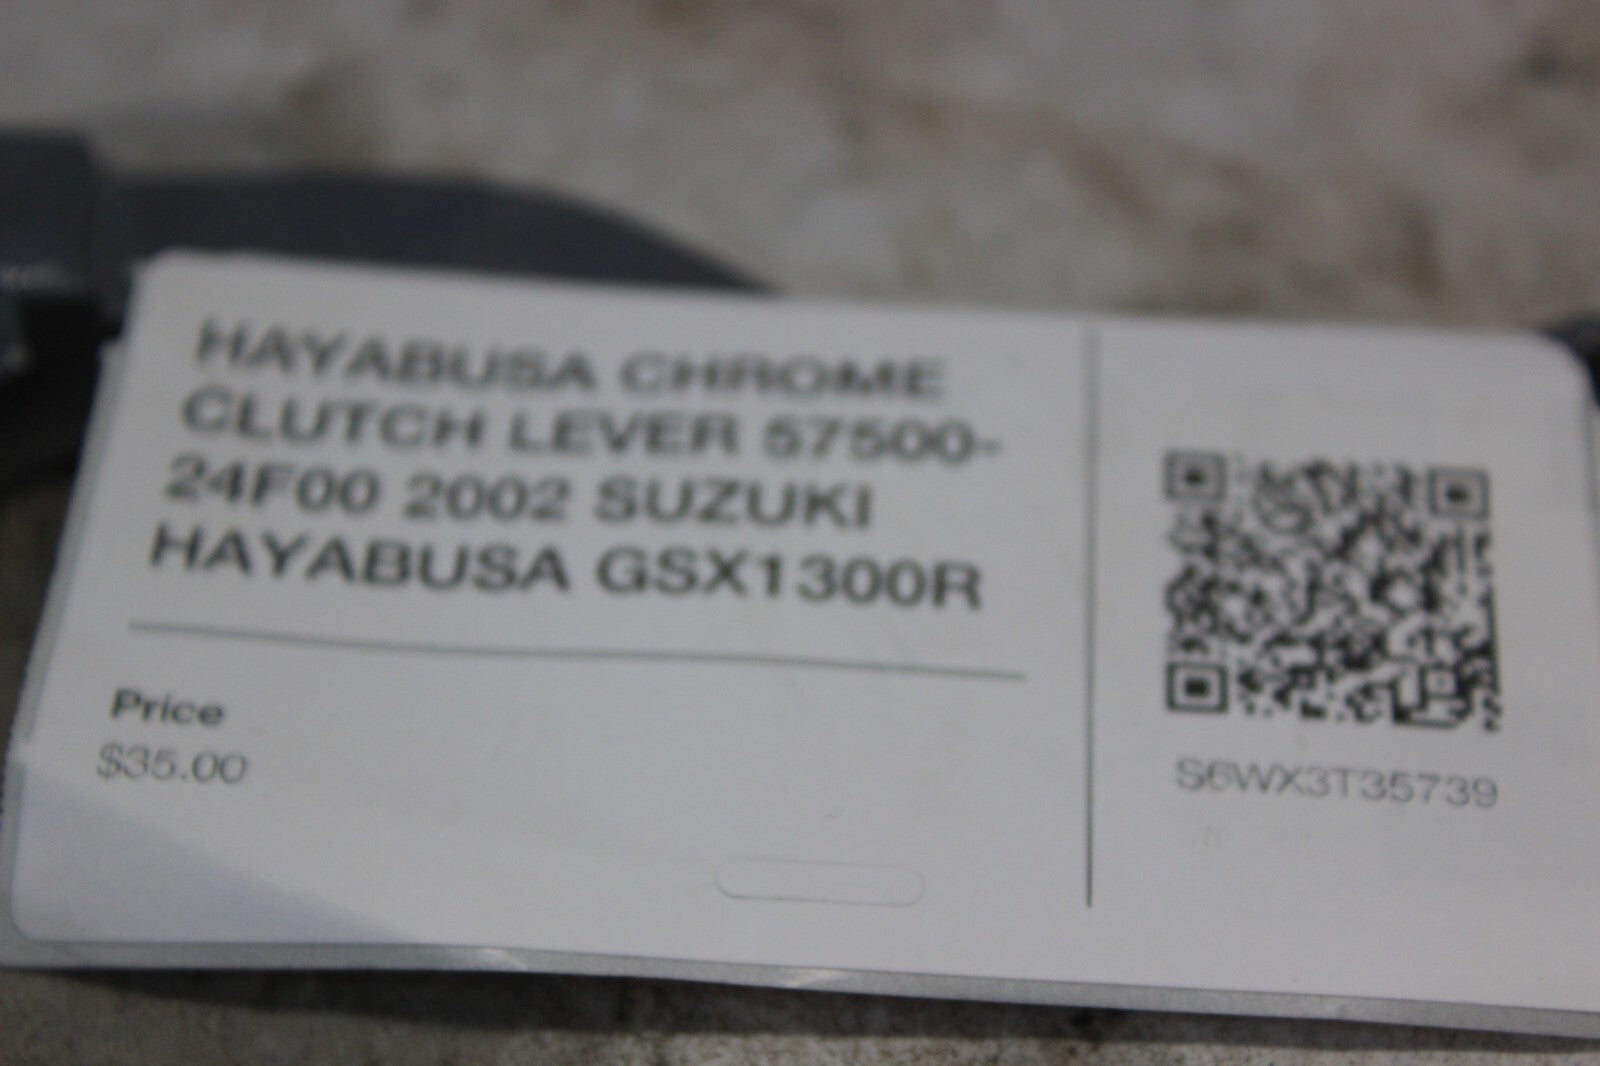 HAYABUSA CHROME
CLUTCH LEVER 57500-
24F00 2002 SUZUKI
HAYABUSA GSX1300R
Price
$35.00
S6WX3T35739